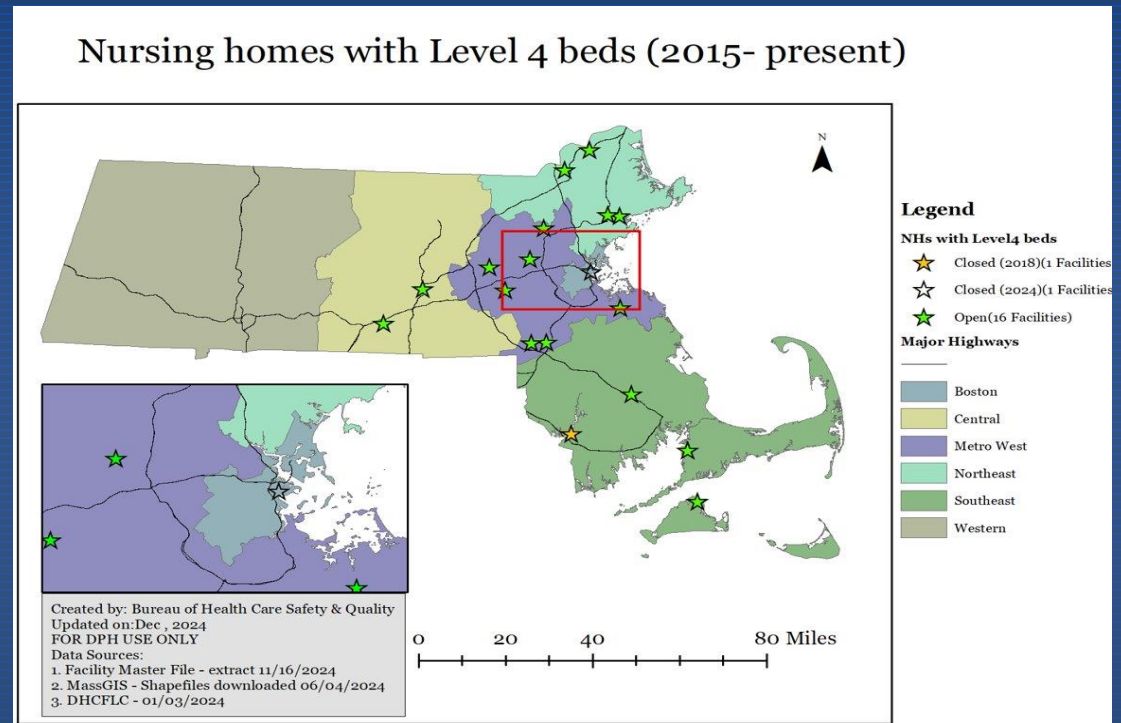 Nursing homes with Level 4 beds (2015- present)
N
Legend
NHs with Level4 beds
Closed (2018)(1 Facilities
Closed (2024)(1 Facilities
Open(16 Facilities)
Major Highways
Boston
Central
Metro West
Northeast
Southeast
Western
Created by: Bureau of Health Care Safety & Quality
Updated on:Dec , 2024
FOR DPH USE ONLY
Data Sources:
1. Facility Master File - extract 11/16/2024
2. MassGIS - Shapefiles downloaded 06/04/2024
3. DHCFLC - 01/03/2024
0 20 40 80 Miles